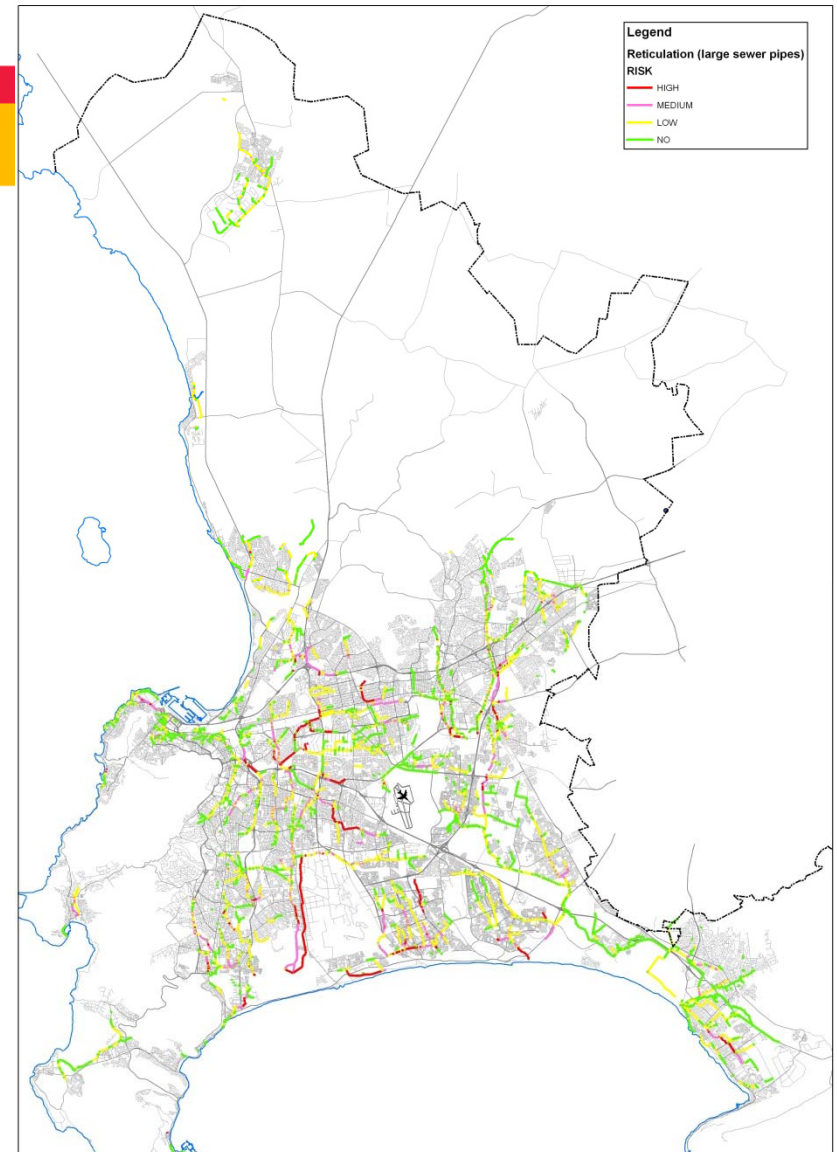 Legend
Reticulation (large sewer pipes)
RISK
HIGH
MEDIUM
LOW
NO